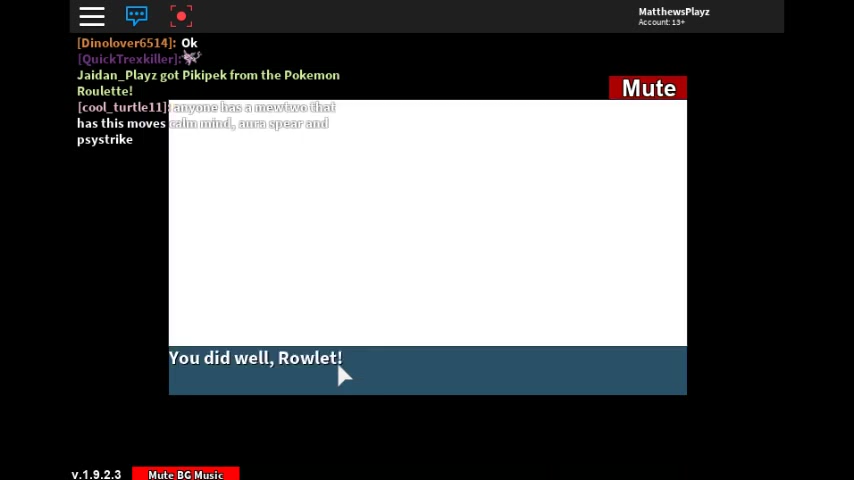 MatthewsPlayz
Account: 13+
[Dinolover6514]: Ok
[QuickTrexkiller]:
Jaidan_Playz got Pikipek from the Pokemon
Roulette!
Mute
[cool_turtle11]: anyone has a mewtwo that
has this moves calm mind, aura spear and
psystrike
You did well, Rowlet!
v.1.9.2.3
Mute BG Music